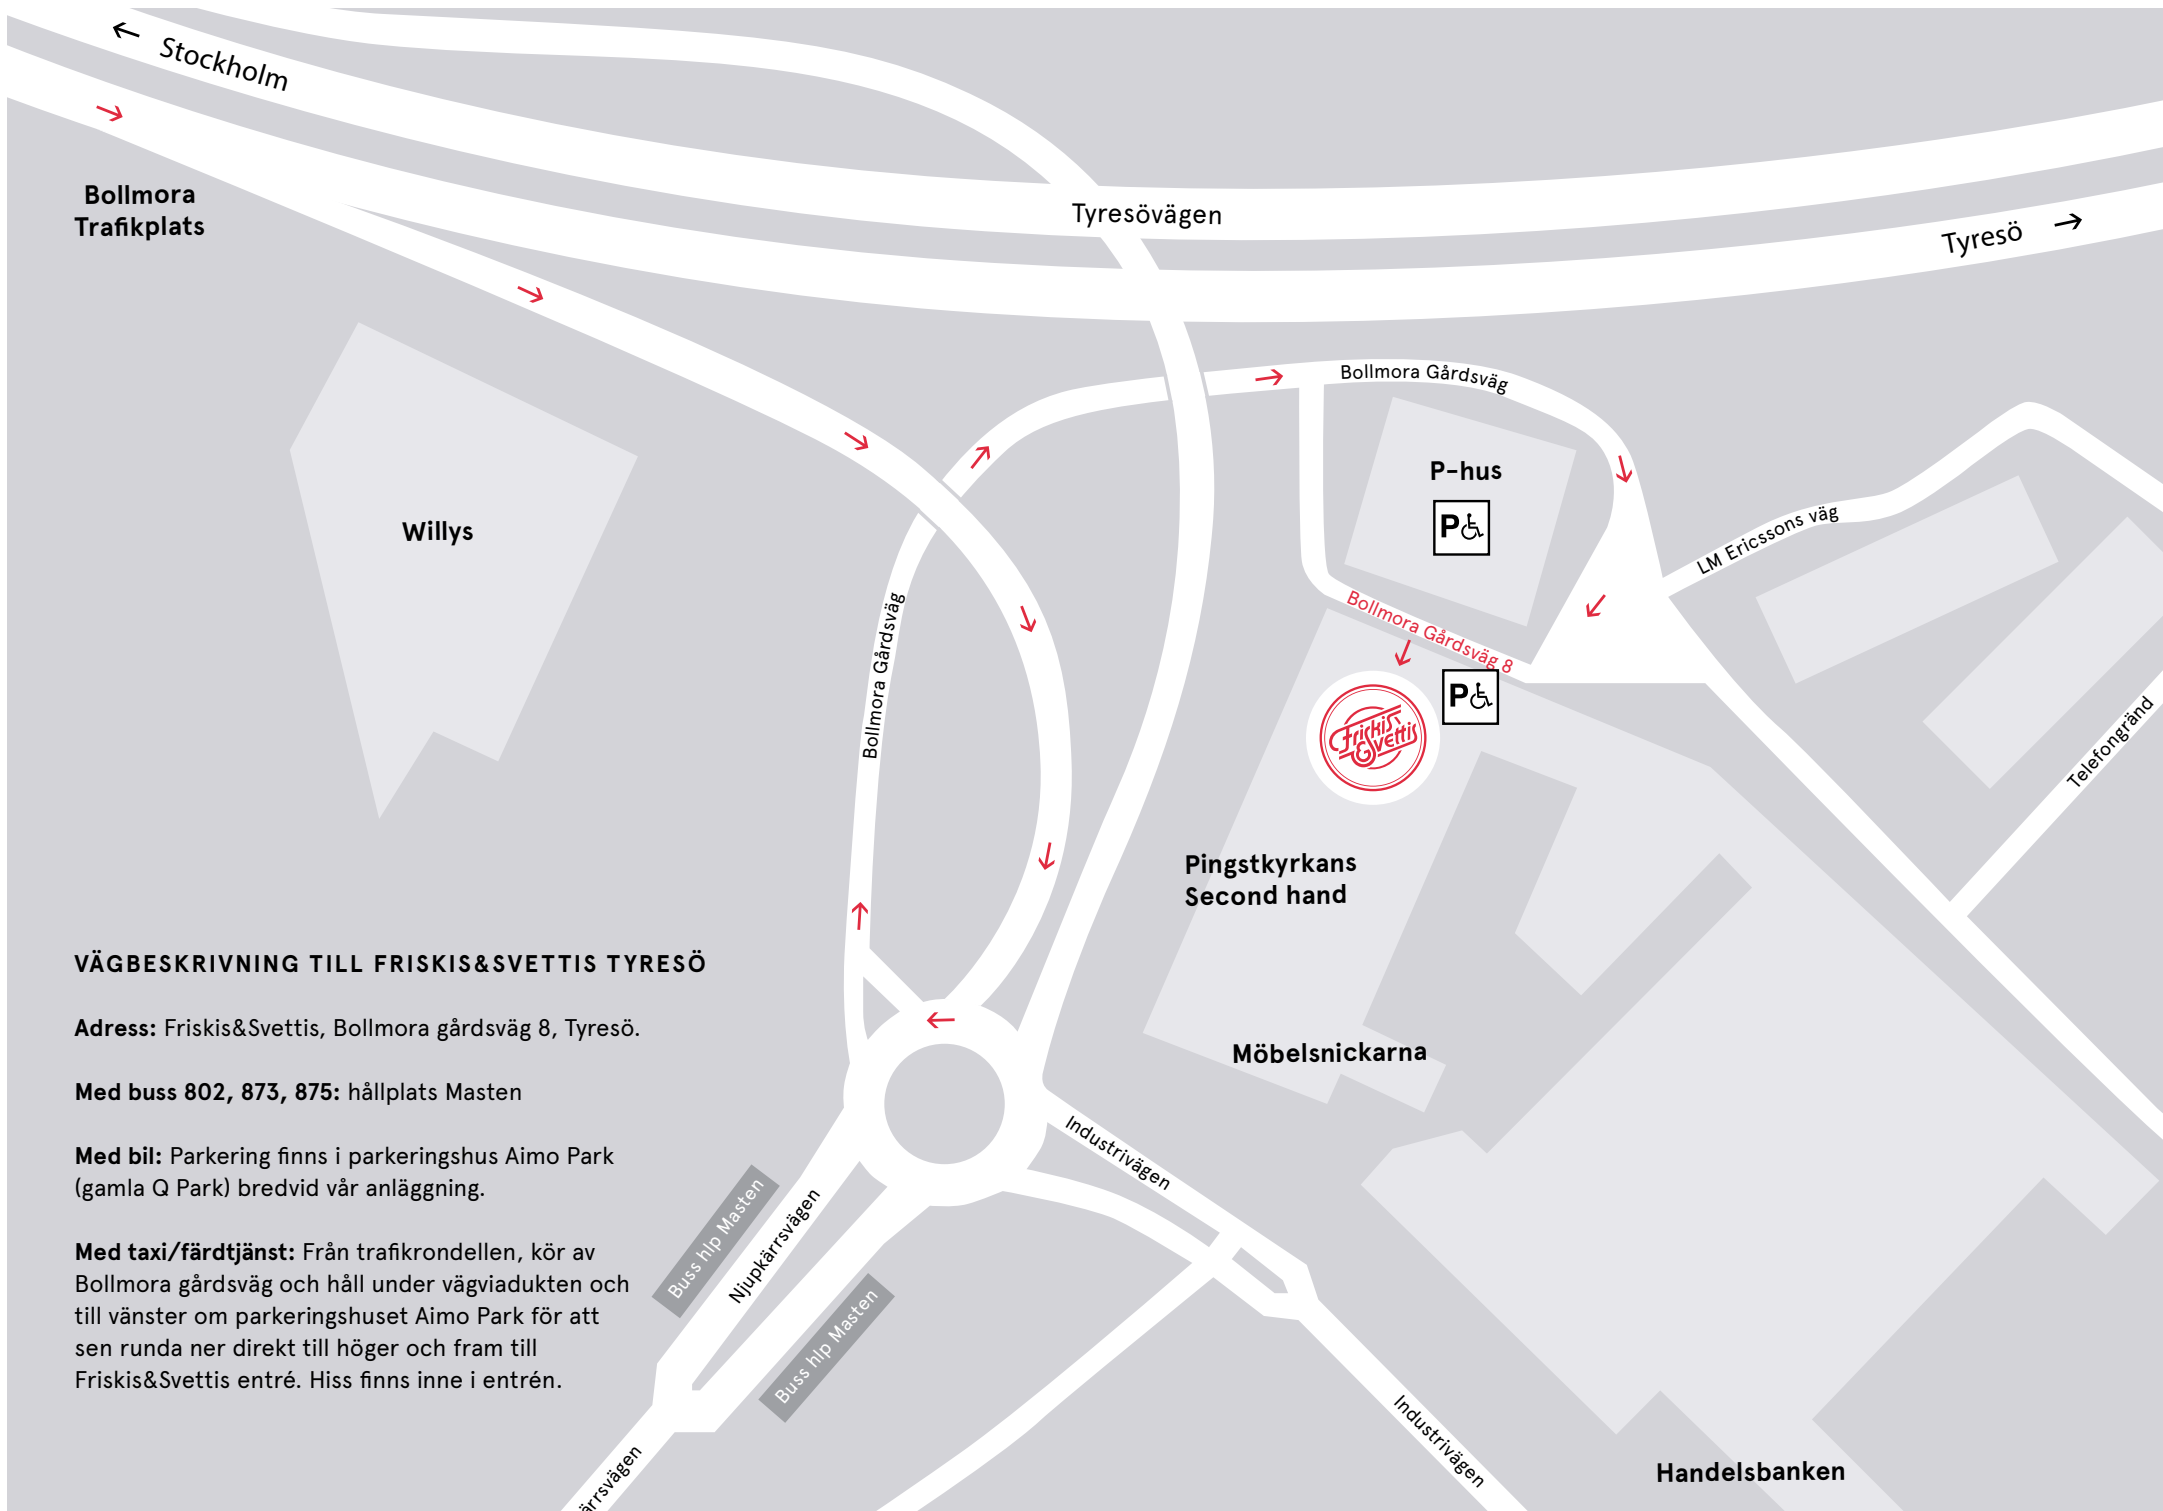 ← Stockholm
Bollmora
Trafikplats
Tyresövägen
Tyresö →
Bollmora Gårdsväg
P-hus
P
LM Ericssons väg
Willys
Bollmora Gårdsväg
Bollmora Gårdsväg 8
P
Friskis
&Svettis
Telefongränd
Pingstkyrkans
Second hand
Möbelsnickarna
Industrivägen
Buss hlp Masten
Njupkärrsvägen
Buss hlp Masten
Industrivägen
ärrsvägen
Handelsbanken
VÄGBESKRIVNING TILL FRISKIS&SVETTIS TYRESÖ
Adress: Friskis&Svettis, Bollmora gårdsväg 8, Tyresö.
Med buss 802, 873, 875: hållplats Masten
Med bil: Parkering finns i parkeringshus Aimo Park
(gamla Q Park) bredvid vår anläggning.
Med taxi/färdtjänst: Från trafikrondellen, kör av
Bollmora gårdsväg och håll under vägviadukten och
till vänster om parkeringshuset Aimo Park för att
sen runda ner direkt till höger och fram till
Friskis&Svettis entré. Hiss finns inne i entrén.